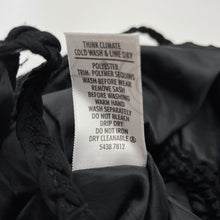 THINK CLIMATE
COLD WASH & LINE DRY
POLYESTER
TRIM. POLYMER SEQUINS
WASH BEFORE WEAR
REMOVE SASH
BEFORE WASHING
WARM HAND
WASH SEPARATELY
DO NOT BLEACH
DRIP DRY
DO NOT IRON
DRY CLEANABLE Ⓐ
5438 7812